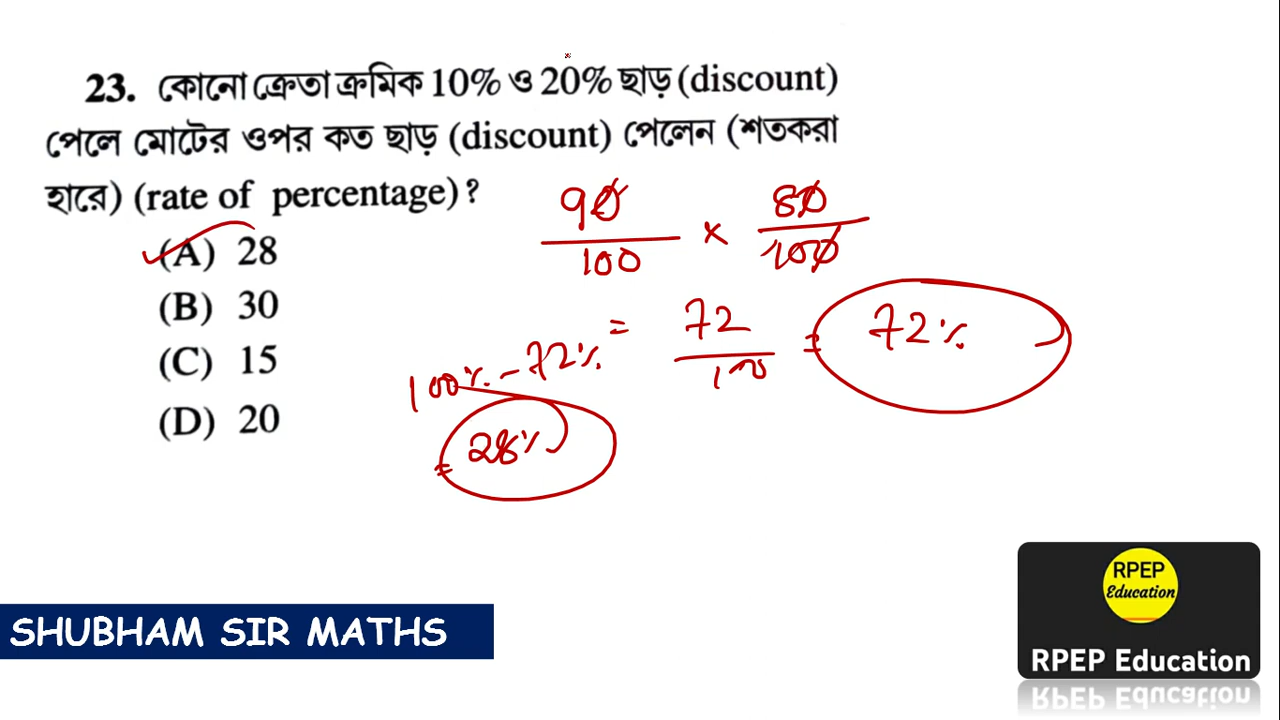 23. কোনো ক্রেতা ক্রমিক 10% ও 20% ছাড় (discount)
পেলে মোটের ওপর কত ছাড় (discount) পেলেন (শতকরা
হারে) (rate of percentage) ?
(A) 28
(B) 30
(C) 15
(D) 20
90/100 × 80/100
= 72/100 = 72%
100% - 72%
= 28%
SHUBHAM SIR MATHS
RPEP
Education
RPEP Education